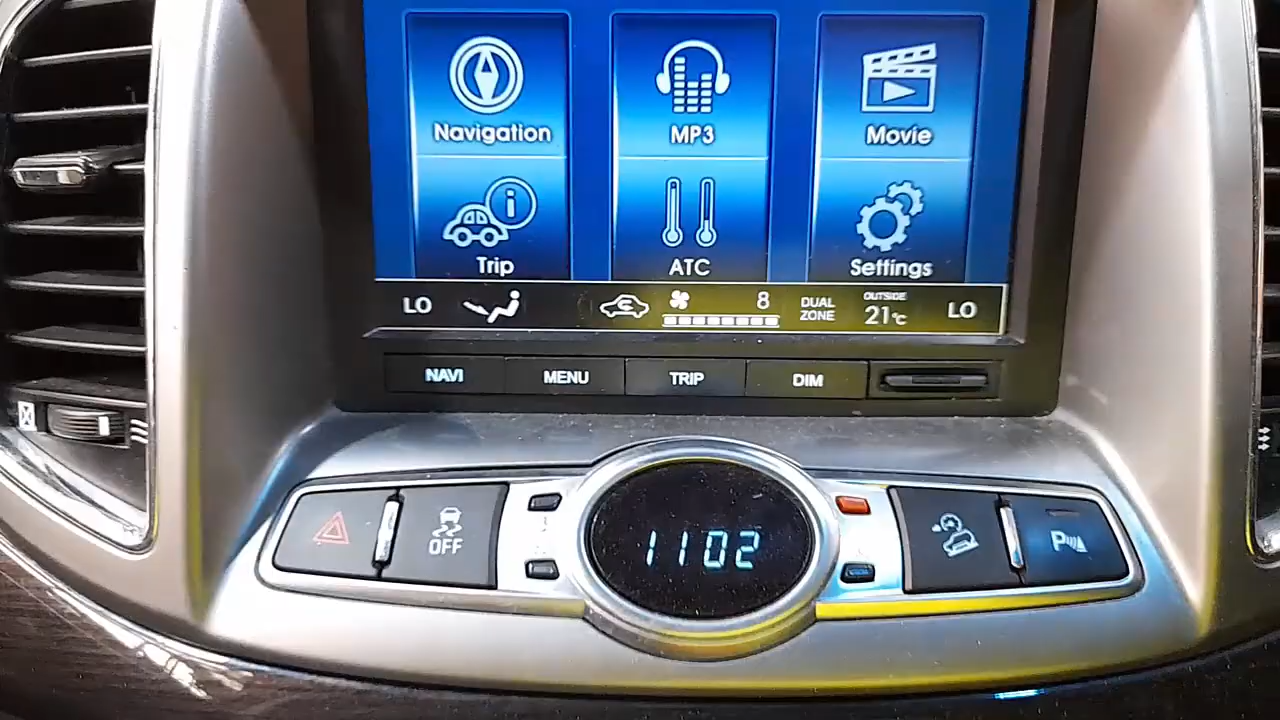 Navigation MP3 Movie
Trip ATC Settings
LO 8 DUAL ZONE OUTSIDE 21°C LO
NAVI MENU TRIP DIM
OFF 1102 P